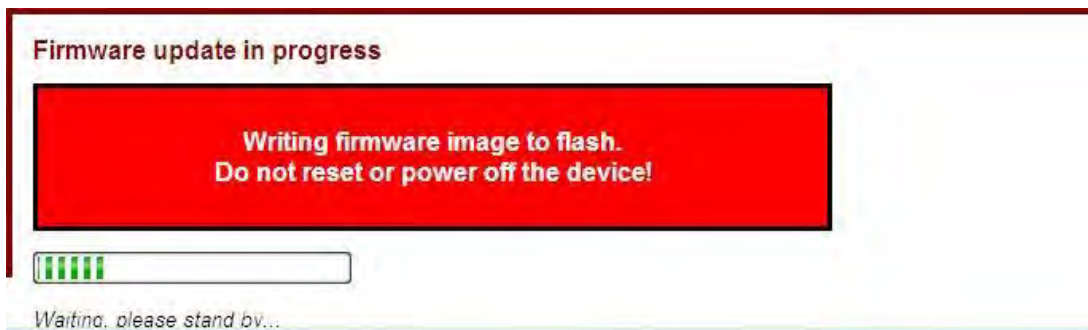 Firmware update in progress
Writing firmware image to flash.
Do not reset or power off the device!
Waiting, please stand by...